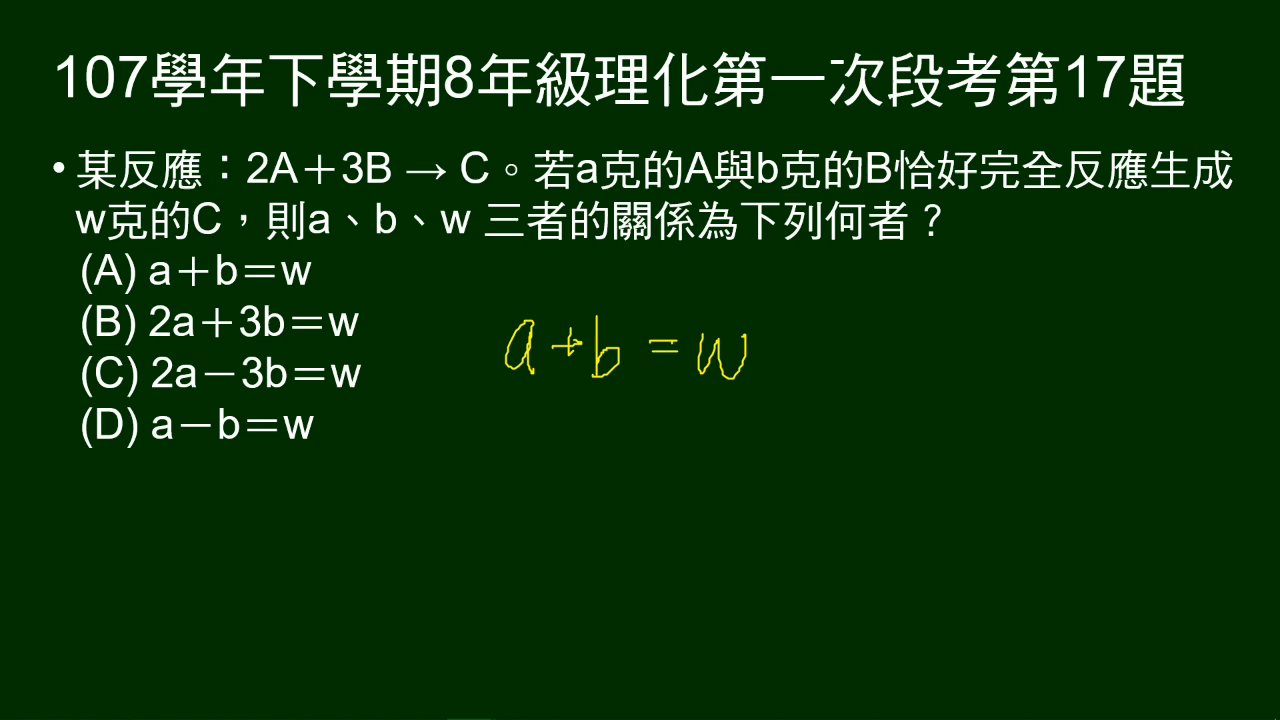 107學年下學期8年級理化第一次段考第17題
• 某反應：2A＋3B → C。若a克的A與b克的B恰好完全反應生成
w克的C，則a、b、w 三者的關係為下列何者？
(A) a＋b＝w
(B) 2a＋3b＝w
(C) 2a－3b＝w
(D) a－b＝w
a+b=w